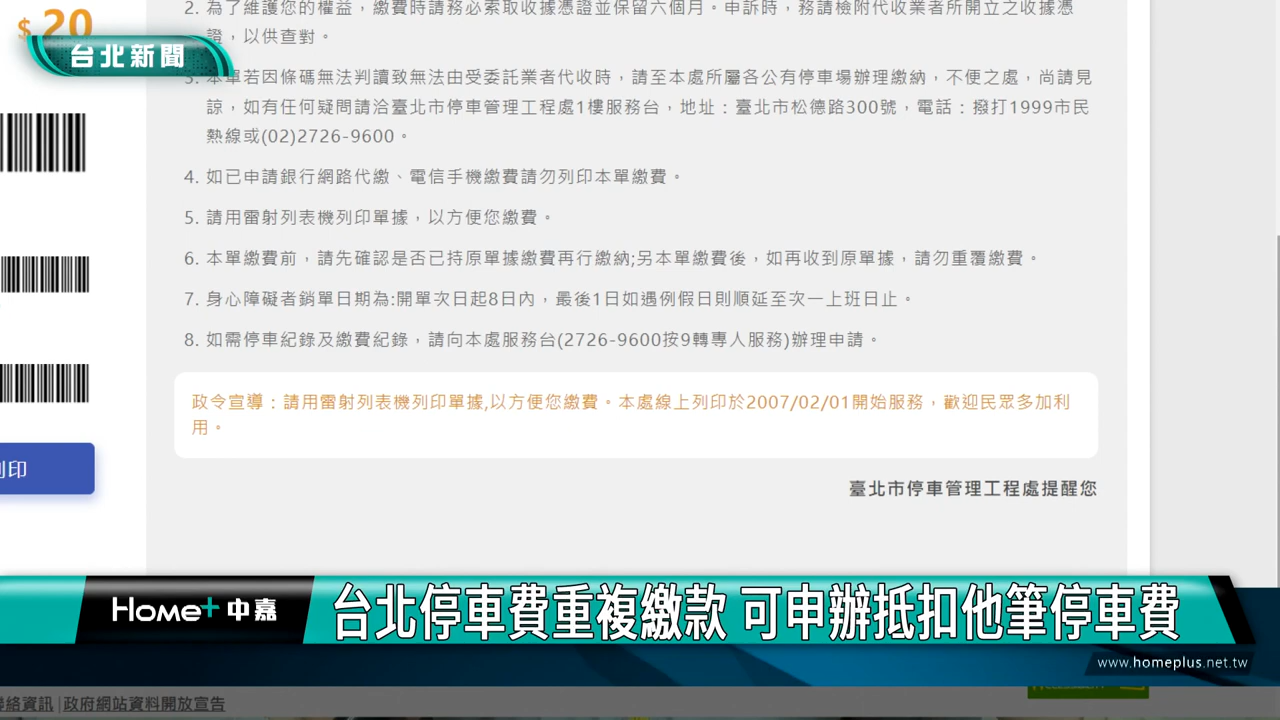 $20
台北新聞
2. 為了維護您的權益，繳費時請務必索取收據憑證並保留六個月。申訴時，務請檢附代收業者所開立之收據憑
證，以供查對。
3. 本單若因條碼無法判讀致無法由受委託業者代收時，請至本處所屬各公有停車場辦理繳納，不便之處，尚請見
諒，如有任何疑問請洽臺北市停車管理工程處1樓服務台，地址：臺北市松德路300號，電話：撥打1999市民
熱線或(02)2726-9600。
4. 如已申請銀行網路代繳、電信手機繳費請勿列印本單繳費。
5. 請用雷射列表機列印單據，以方便您繳費。
6. 本單繳費前，請先確認是否已持原單據繳費再行繳納;另本單繳費後，如再收到原單據，請勿重覆繳費。
7. 身心障礙者銷單日期為:開單次日起8日內，最後1日如遇例假日則順延至次一上班日止。
8. 如需停車紀錄及繳費紀錄，請向本處服務台(2726-9600按9轉專人服務)辦理申請。
政令宣導：請用雷射列表機列印單據,以方便您繳費。本處線上列印於2007/02/01開始服務，歡迎民眾多加利
用。
列印
臺北市停車管理工程處提醒您
Home+中嘉
台北停車費重複繳款 可申辦抵扣他筆停車費
www.homeplus.net.tw
聯絡資訊|政府網站資料開放宣告